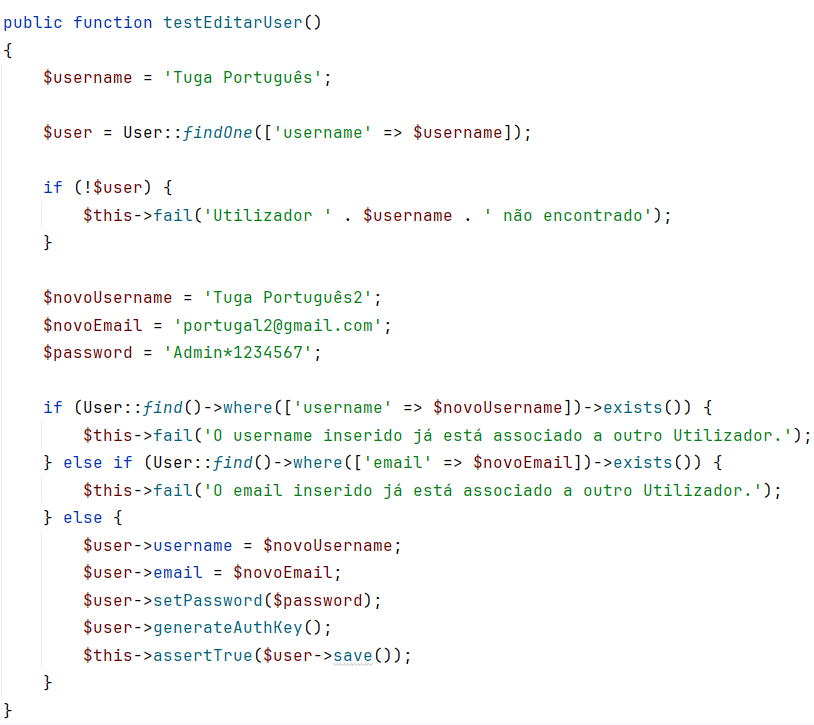 public function testEditarUser()
{
    $username = 'Tuga Português';

    $user = User::findOne(['username' => $username]);

    if (!$user) {
        $this->fail('Utilizador ' . $username . ' não encontrado');
    }

    $novoUsername = 'Tuga Português2';
    $novoEmail = 'portugal2@gmail.com';
    $password = 'Admin*1234567';

    if (User::find()->where(['username' => $novoUsername])->exists()) {
        $this->fail('O username inserido já está associado a outro Utilizador.');
    } else if (User::find()->where(['email' => $novoEmail])->exists()) {
        $this->fail('O email inserido já está associado a outro Utilizador.');
    } else {
        $user->username = $novoUsername;
        $user->email = $novoEmail;
        $user->setPassword($password);
        $user->generateAuthKey();
        $this->assertTrue($user->save());
    }
}